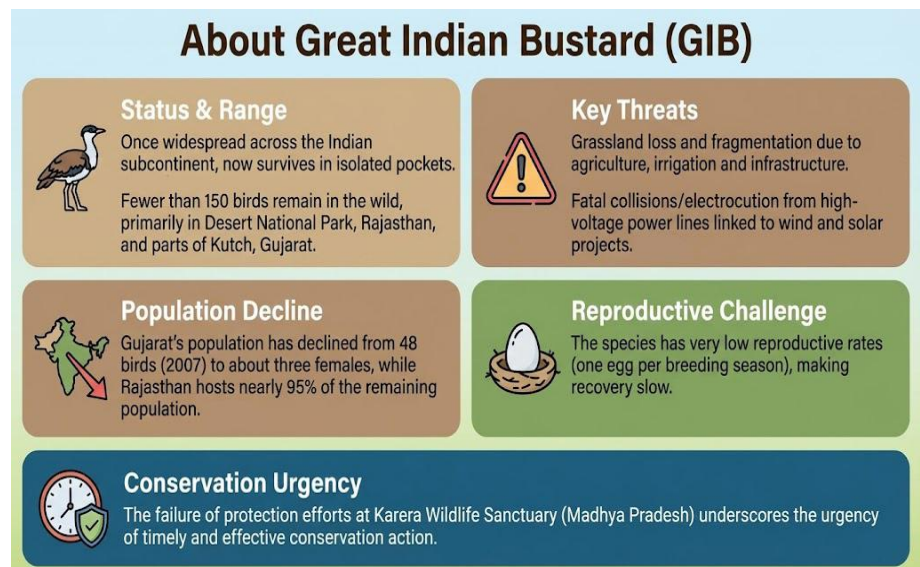 About Great Indian Bustard (GIB)
Status & Range
Once widespread across the Indian
subcontinent, now survives in isolated pockets.
Fewer than 150 birds remain in the wild,
primarily in Desert National Park, Rajasthan,
and parts of Kutch, Gujarat.
Key Threats
Grassland loss and fragmentation due to
agriculture, irrigation and infrastructure.
Fatal collisions/electrocution from high-
voltage power lines linked to wind and solar
projects.
Population Decline
Gujarat's population has declined from 48
birds (2007) to about three females, while
Rajasthan hosts nearly 95% of the remaining
population.
Reproductive Challenge
The species has very low reproductive rates
(one egg per breeding season), making
recovery slow.
Conservation Urgency
The failure of protection efforts at Karera Wildlife Sanctuary (Madhya Pradesh) underscores the urgency
of timely and effective conservation action.